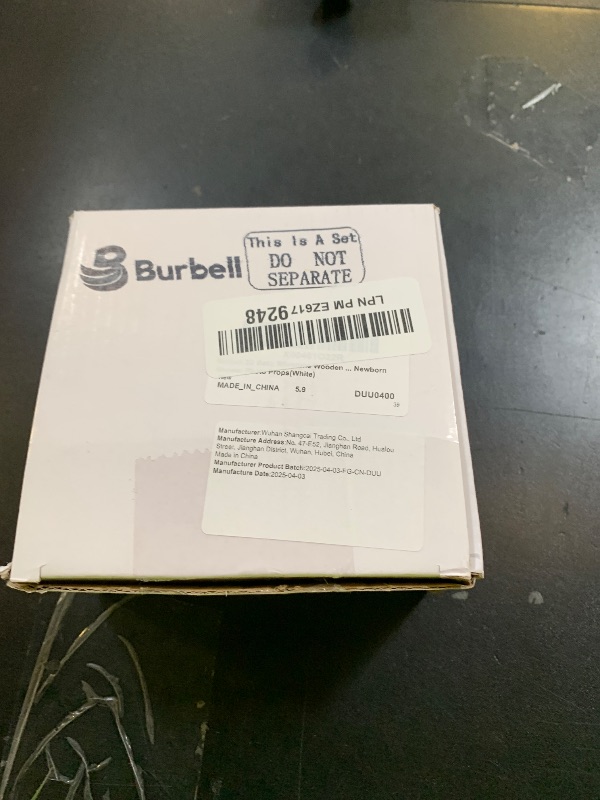 Burbell
This Is A Set
DO NOT
SEPARATE
LPN PM EZ6179248
Wooden ... Newborn
Props(White)
MADE_IN_CHINA 5.9 DUU0400
Manufacturer:Wuhan Shangcai Trading Co., Ltd
Manufacture Address:No. 47-E52, Jianghan Road, Hualou
Street, Jianghan District, Wuhan, Hubei, China
Made in China
Manufacturer Product Batch:2025-04-03-FG-CN-DUU
Manufacture Date:2025-04-03